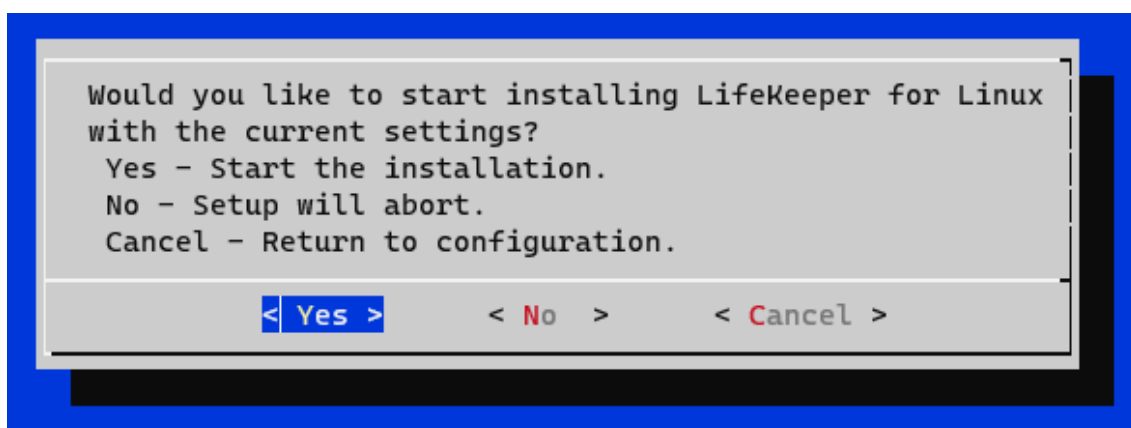 Would you like to start installing LifeKeeper for Linux
with the current settings?
Yes – Start the installation.
No – Setup will abort.
Cancel – Return to configuration.
< Yes > < No > < Cancel >